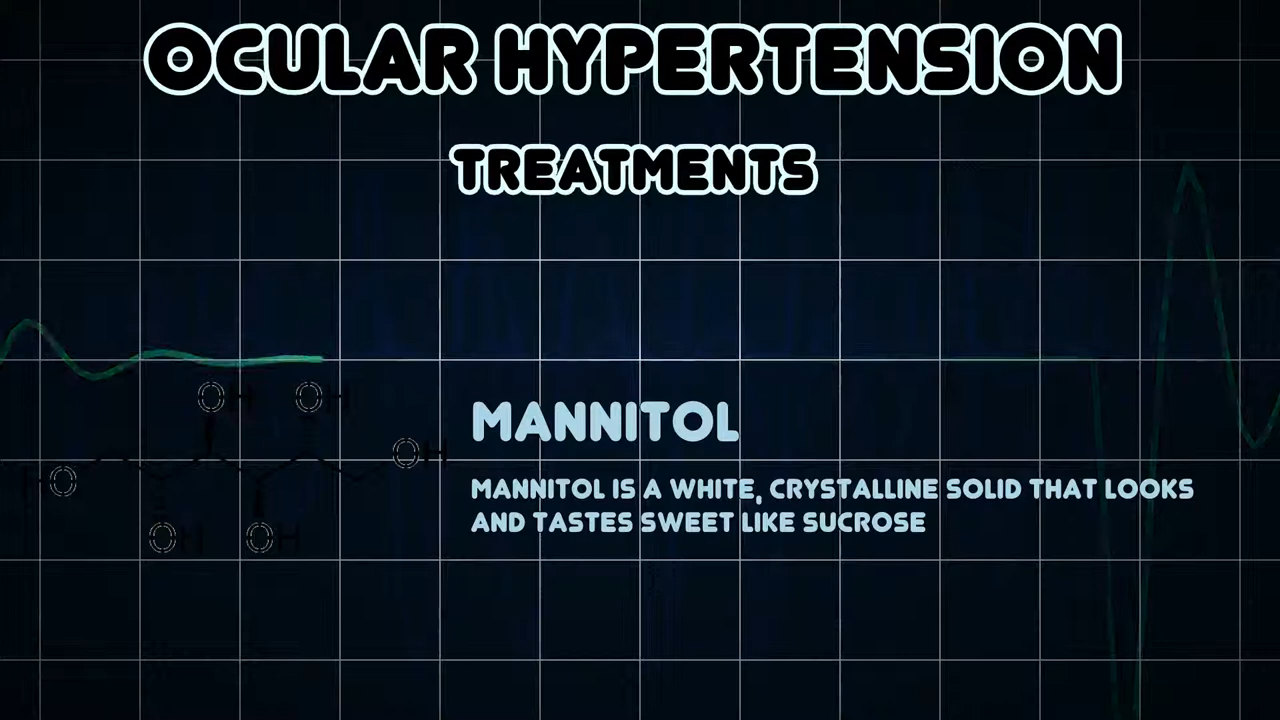 OCULAR HYPERTENSION
TREATMENTS
OH OH
MANNITOL
OH
HO
MANNITOL IS A WHITE, CRYSTALLINE SOLID THAT LOOKS
AND TASTES SWEET LIKE SUCROSE
OH OH